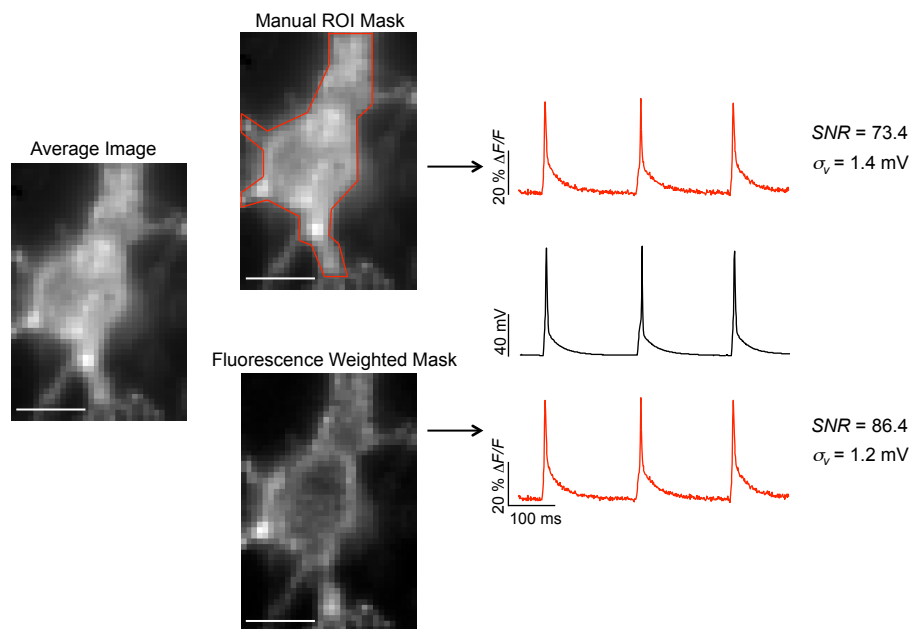 Manual ROI Mask
Average Image
20 % ΔF/F
SNR = 73.4
σv = 1.4 mV
40 mV
Fluorescence Weighted Mask
20 % ΔF/F
100 ms
SNR = 86.4
σv = 1.2 mV